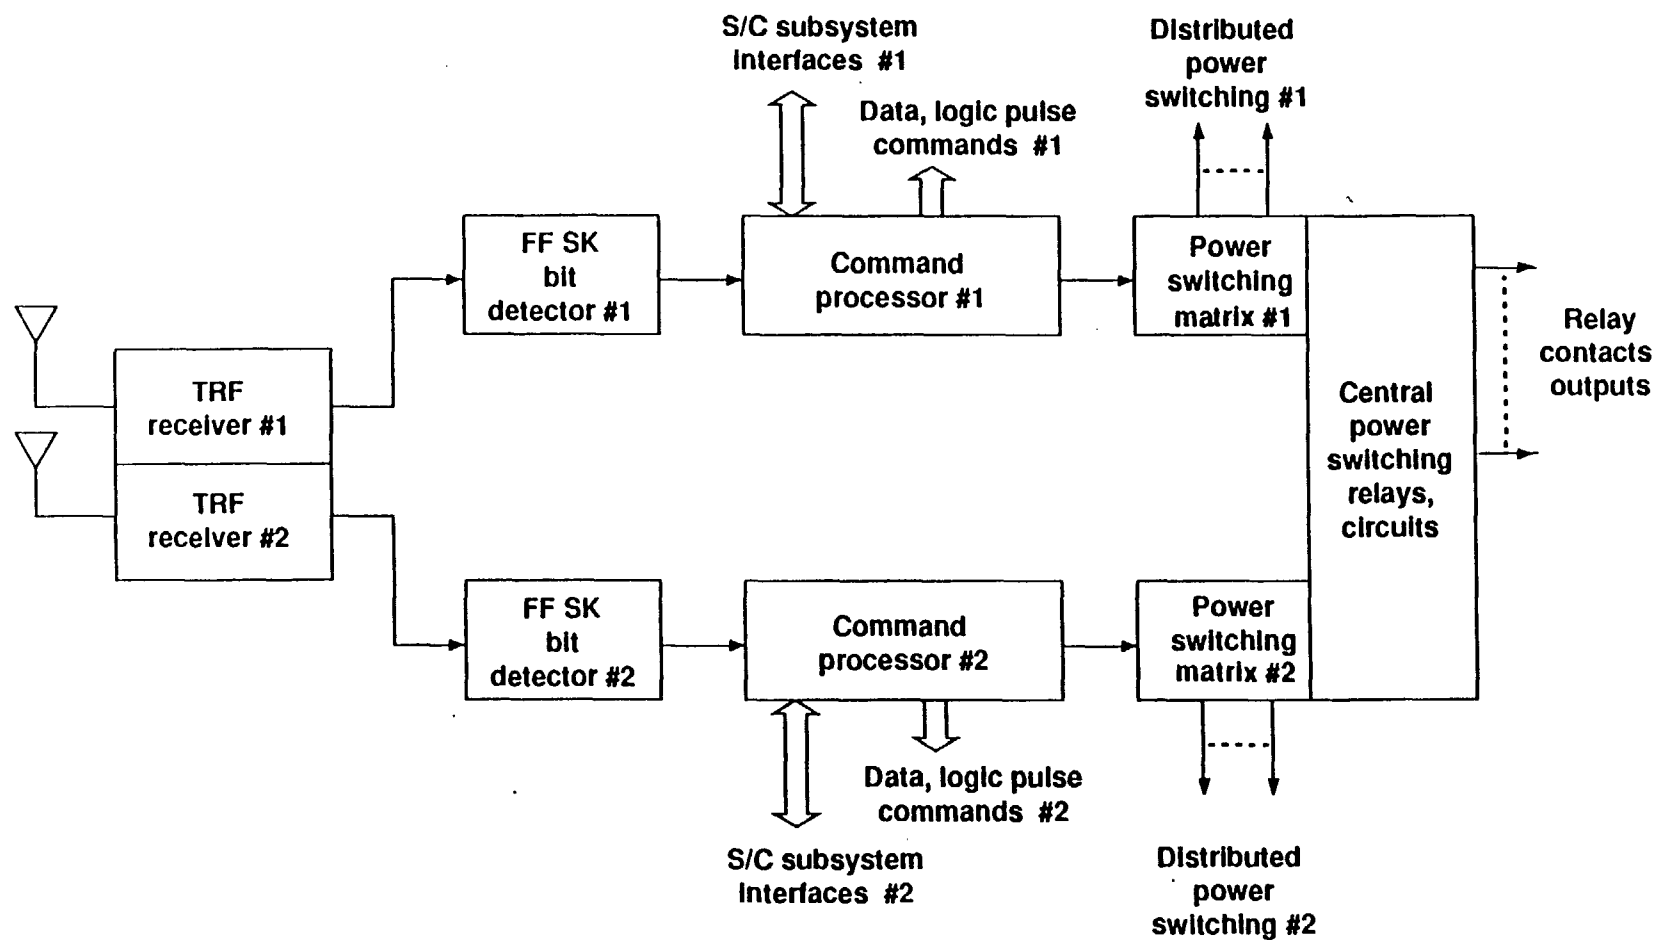 S/C subsystem
Interfaces #1
Distributed
power
switching #1
Data, logic pulse
commands #1
FF SK
bit
detector #1
Command
processor #1
Power
switching
matrix #1
Relay
contacts
outputs
TRF
receiver #1
Central
power
switching
relays,
circuits
TRF
receiver #2
FF SK
bit
detector #2
Command
processor #2
Power
switching
matrix #2
Data, logic pulse
commands #2
S/C subsystem
Interfaces #2
Distributed
power
switching #2